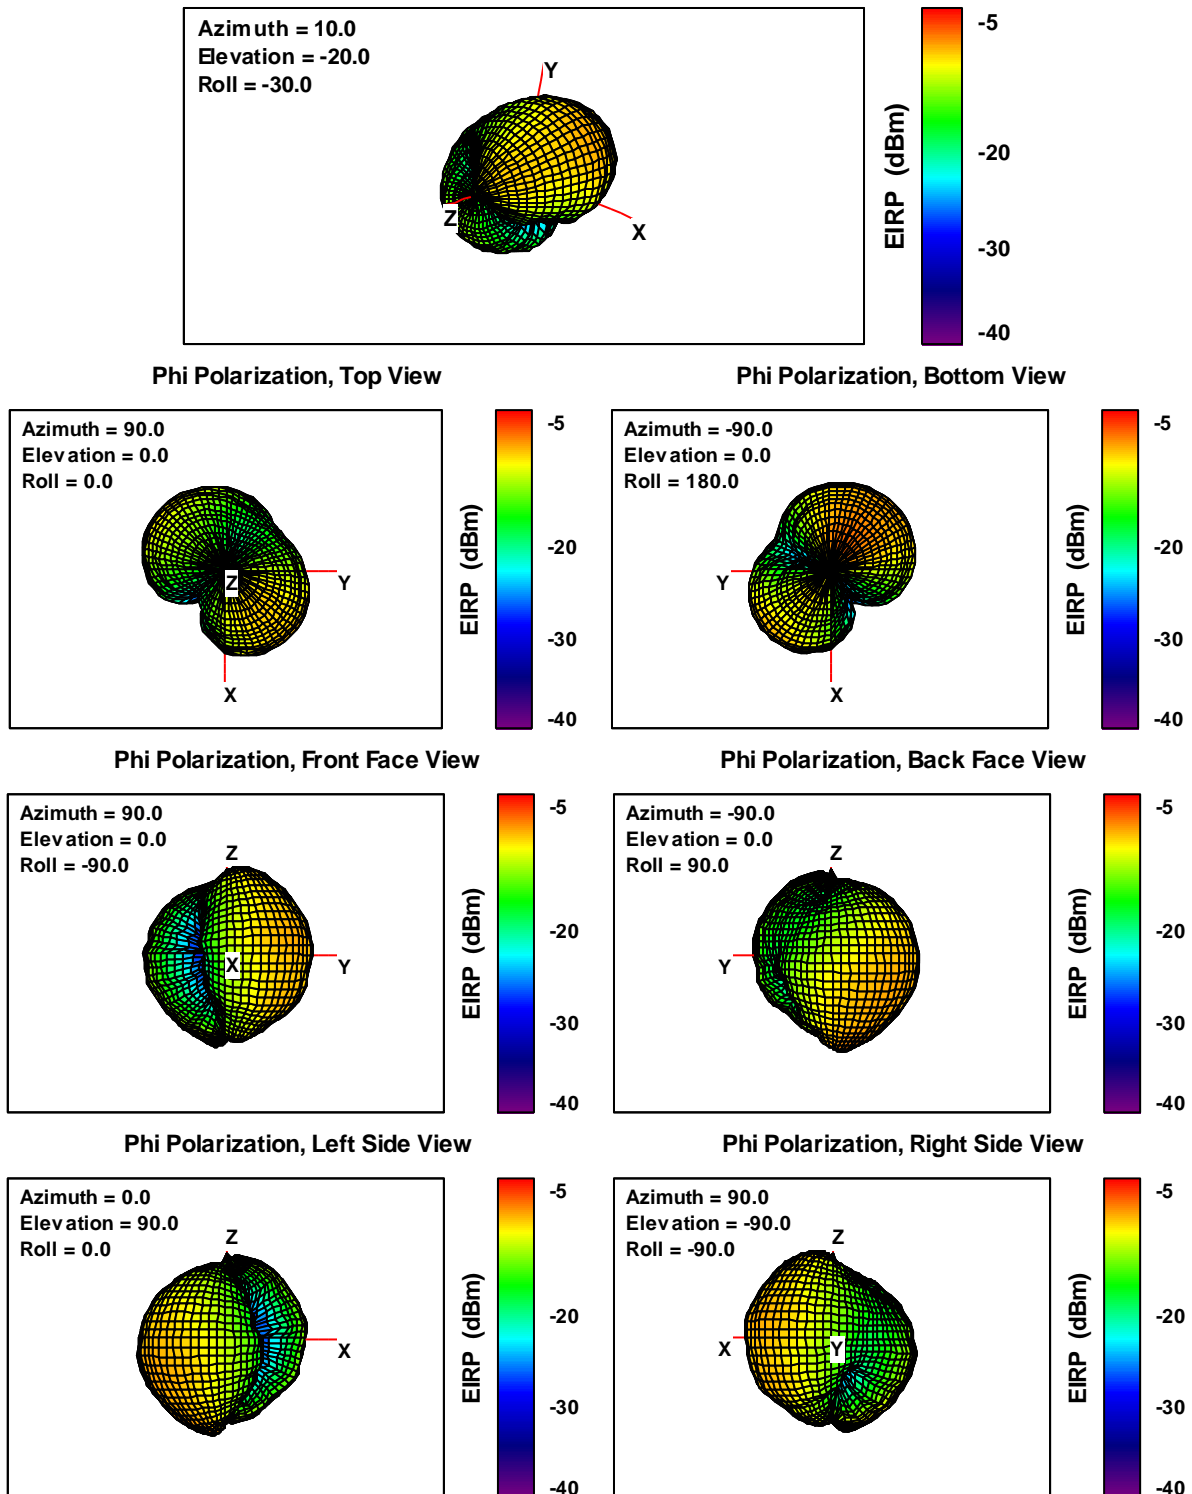 Azimuth = 10.0
Elevation = -20.0
Roll = -30.0
Y
Z
X
EIRP (dBm)
-5
-20
-30
-40
Phi Polarization, Top View
Azimuth = 90.0
Elevation = 0.0
Roll = 0.0
Z
Y
X
EIRP (dBm)
-5
-20
-30
-40
Phi Polarization, Bottom View
Azimuth = -90.0
Elevation = 0.0
Roll = 180.0
Y
X
EIRP (dBm)
-5
-20
-30
-40
Phi Polarization, Front Face View
Azimuth = 90.0
Elevation = 0.0
Roll = -90.0
Z
X
Y
EIRP (dBm)
-5
-20
-30
-40
Phi Polarization, Back Face View
Azimuth = -90.0
Elevation = 0.0
Roll = 90.0
Z
Y
EIRP (dBm)
-5
-20
-30
-40
Phi Polarization, Left Side View
Azimuth = 0.0
Elevation = 90.0
Roll = 0.0
Z
X
EIRP (dBm)
-5
-20
-30
-40
Phi Polarization, Right Side View
Azimuth = 90.0
Elevation = -90.0
Roll = -90.0
Z
X
Y
EIRP (dBm)
-5
-20
-30
-40